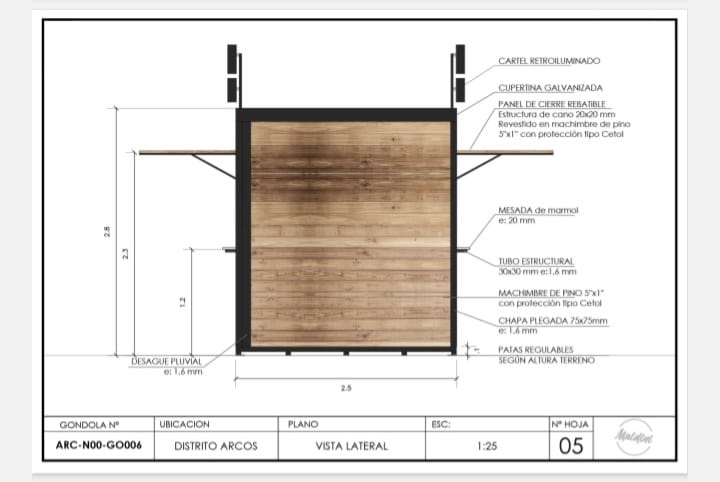 CARTEL RETROILUMINADO
CUPERTINA GALVANIZADA
PANEL DE CIERRE REBATIBLE
Estructura de cano 20x20 mm
Revestido en machimbre de pino
5"x1" con protección tipo Cetol
2.8
2.3
MESADA de marmol
e: 20 mm
TUBO ESTRUCTURAL
30x30 mm e:1,6 mm
1.2
MACHIMBRE DE PINO 5"x1"
con protección tipo Cetol
CHAPA PLEGADA 75x75mm
e: 1,6 mm
PATAS REGULABLES
SEGÚN ALTURA TERRENO
.1
DESAGUE PLUVIAL
e: 1.6 mm
2.5
GONDOLA Nº UBICACION PLANO ESC: Nº HOJA
ARC-N00-GO006 DISTRITO ARCOS VISTA LATERAL 1:25 05